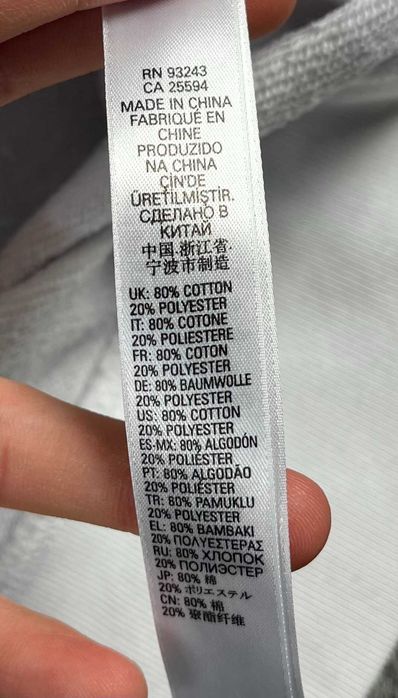 RN 93243
CA 25594
MADE IN CHINA
FABRIQUÉ EN
CHINE
PRODUZIDO
NA CHINA
ÇİN'DE
ÜRETİLMİŞTİR.
СДЕЛАНО В
КИТАЙ
中国.浙江省.
宁波市制造
UK: 80% COTTON
20% POLYESTER
IT: 80% COTONE
20% POLIESTERE
FR: 80% COTON
20% POLYESTER
DE: 80% BAUMWOLLE
20% POLYESTER
US: 80% COTTON
20% POLYESTER
ES-MX: 80% ALGODÓN
20% POLIÉSTER
PT: 80% ALGODÃO
20% POLIÉSTER
TR: 80% PAMUKLU
20% POLYESTER
EL: 80% ΒΑΜΒΑΚΙ
20% ΠΟΛΥΕΣΤΕΡΑΣ
RU: 80% ХЛОПОК
20% ПОЛИЭСТЕР
JP: 80% 棉
20% ポリエステル
CN: 80% 棉
20% 聚酯纤维